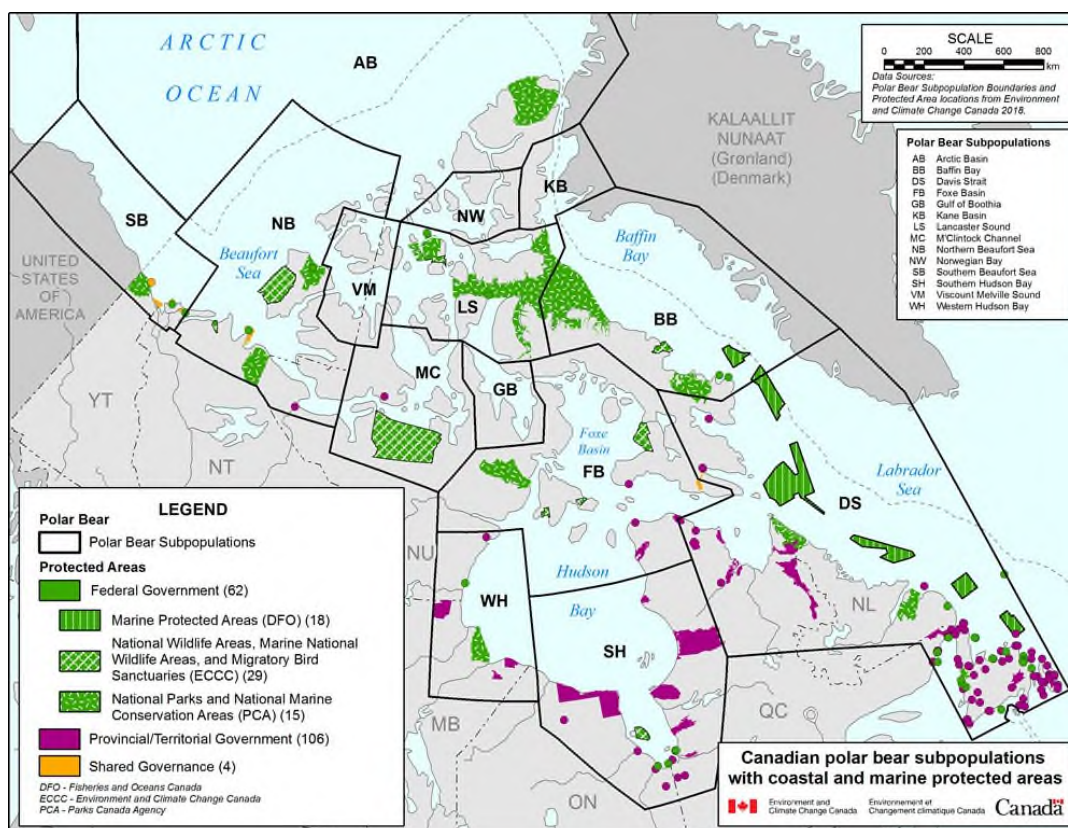 ARCTIC
OCEAN
AB
SCALE
0 200 400 600 800
km
Data Sources:
Polar Bear Subpopulation Boundaries and
Protected Area locations from Environment
and Climate Change Canada 2018.
KALAALLIT
NUNAAT
(Grønland)
(Denmark)
Polar Bear Subpopulations
AB Arctic Basin
BB Baffin Bay
DS Davis Strait
FB Foxe Basin
GB Gulf of Boothia
KB Kane Basin
LS Lancaster Sound
MC M'Clintock Channel
NB Northern Beaufort Sea
NW Norwegian Bay
SB Southern Beaufort Sea
SH Southern Hudson Bay
VM Viscount Melville Sound
WH Western Hudson Bay
KB
NW
SB
NB
Beaufort
Sea
Baffin
Bay
UNITED
STATES
OF
AMERICA
VM
LS
BB
MC
GB
YT
NT
Foxe
Basin
FB
Labrador
Sea
DS
NU
Hudson
Bay
WH
SH
NL
MB
QC
ON
LEGEND
Polar Bear
Polar Bear Subpopulations
Protected Areas
Federal Government (62)
Marine Protected Areas (DFO) (18)
National Wildlife Areas, Marine National
Wildlife Areas, and Migratory Bird
Sanctuaries (ECCC) (29)
National Parks and National Marine
Conservation Areas (PCA) (15)
Provincial/Territorial Government (106)
Shared Governance (4)
DFO - Fisheries and Oceans Canada
ECCC - Environment and Climate Change Canada
PCA - Parks Canada Agency
Canadian polar bear subpopulations
with coastal and marine protected areas
Environment and
Climate Change Canada
Environnement et
Changement climatique Canada
Canada